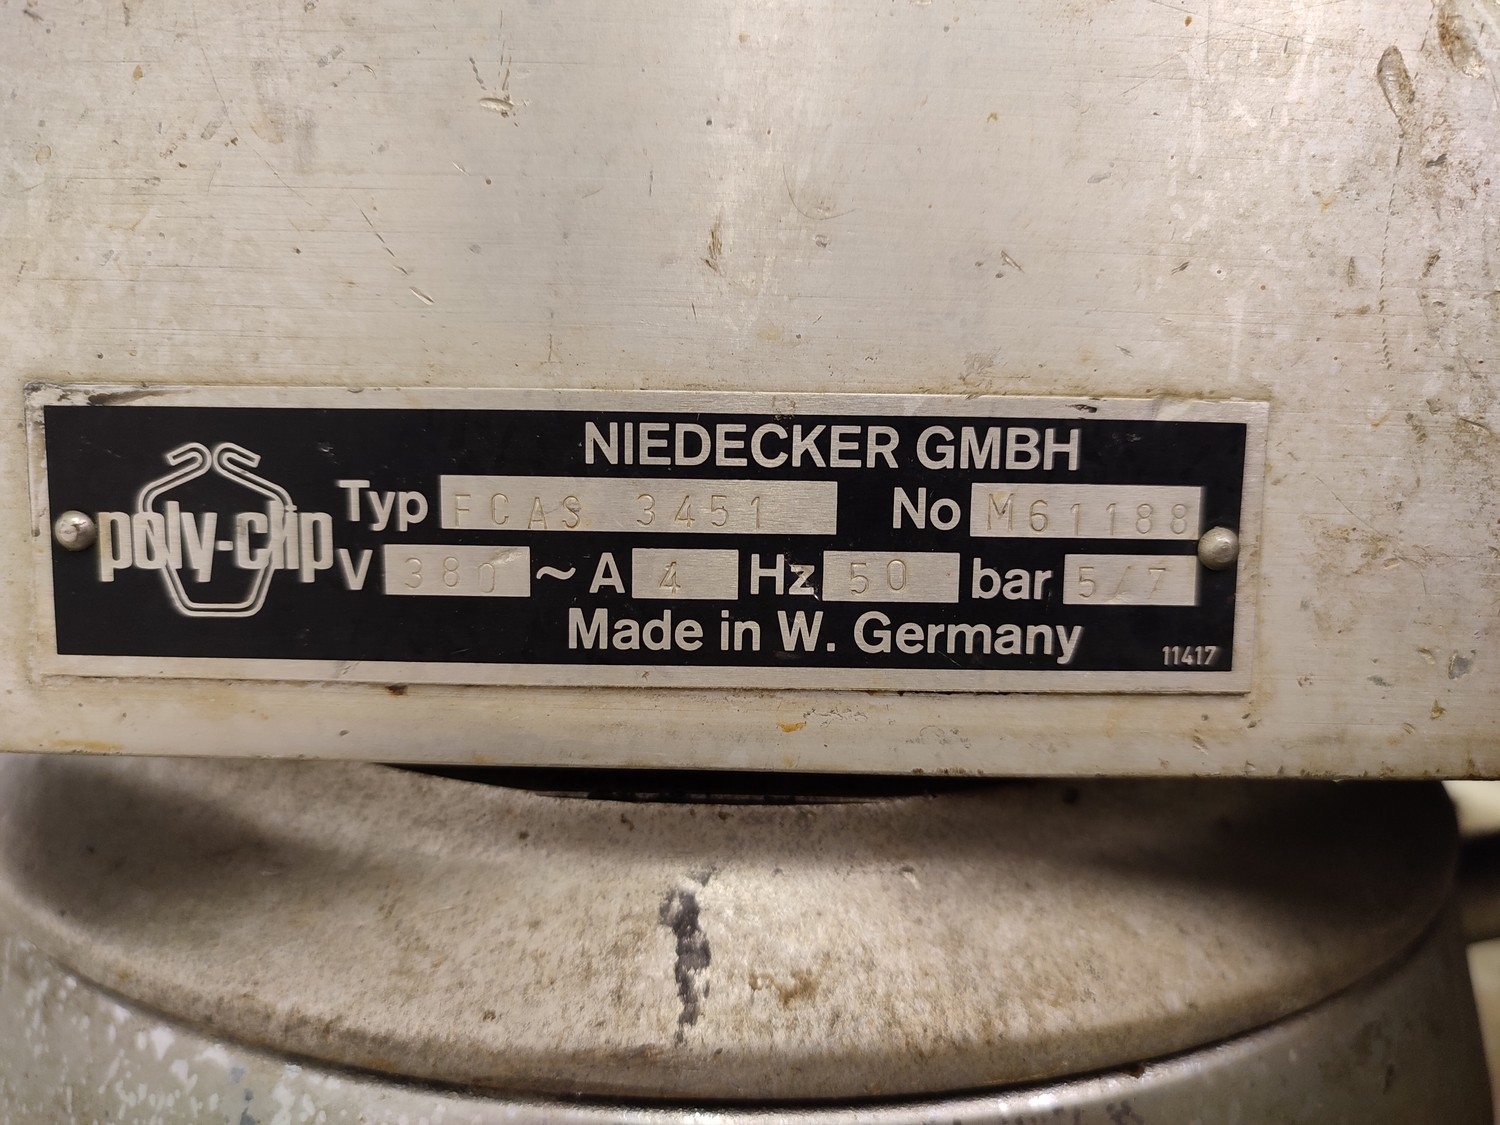 NIEDECKER GMBH
poly-clip
Typ FCAS 3451 No M61188
V 380 ~ A 4 Hz 50 bar 5/7
Made in W. Germany
11417